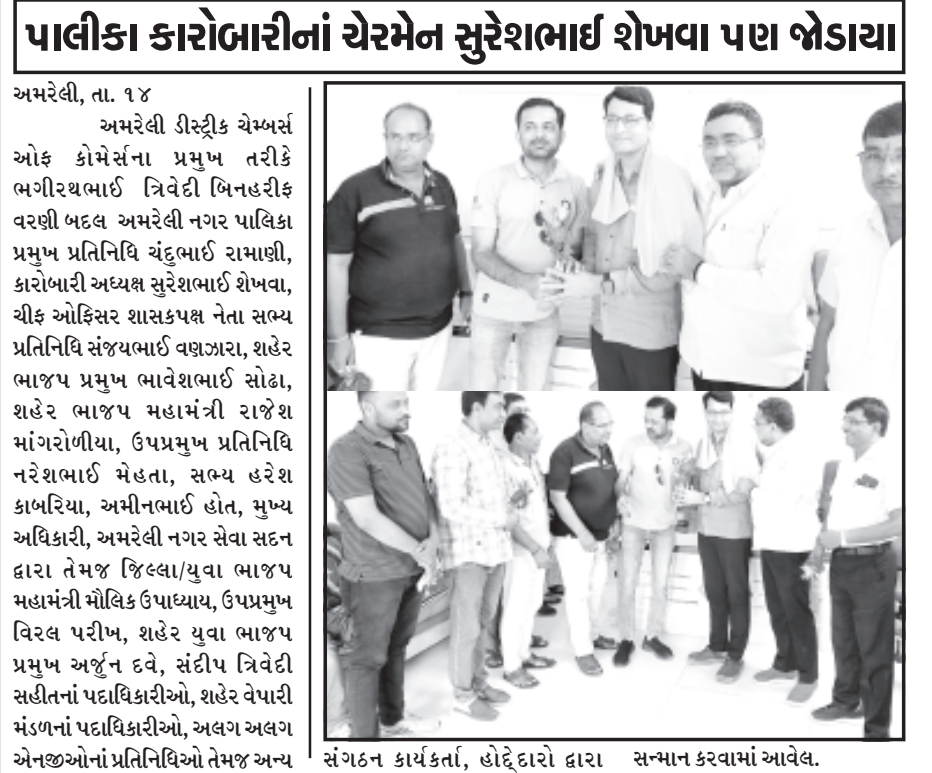 પાલીકા કારોબારીનાં ચેરમેન સુરેશભાઈ શેખવા પણ જોડાયા
અમરેલી, તા. ૧૪
અમરેલી ડીસ્ટ્રીક ચેમ્બર્સ
ઓફ કોમેર્સના પ્રમુખ તરીકે
ભગીરથભાઈ ત્રિવેદી બિનહરીફ
વરણી બદલ અમરેલી નગર પાલિકા
પ્રમુખ પ્રતિનિધિ ચંદુભાઈ રામાણી,
કારોબારી અધ્યક્ષ સુરેશભાઈ શેખવા,
ચીફ ઓફિસર શાસકપક્ષ નેતા સભ્ય
પ્રતિનિધિ સંજયભાઈ વણઝારા, શહેર
ભાજપ પ્રમુખ ભાવેશભાઈ સોઢા,
શહેર ભાજપ મહામંત્રી રાજેશ
માંગરોળીયા, ઉપપ્રમુખ પ્રતિનિધિ
નરેશભાઈ મેહતા, સભ્ય હરેશ
કાબરિયા, અમીનભાઈ હોત, મુખ્ય
અધિકારી, અમરેલી નગર સેવા સદન
દ્વારા તેમજ જિલ્લા/યુવા ભાજપ
મહામંત્રી મૌલિક ઉપાધ્યાય, ઉપપ્રમુખ
વિરલ પરીખ, શહેર યુવા ભાજપ
પ્રમુખ અર્જુન દવે, સંદીપ ત્રિવેદી
સહીતનાં પદાધિકારીઓ, શહેર વેપારી
મંડળનાં પદાધિકારીઓ, અલગ અલગ
એનજીઓનાં પ્રતિનિધિઓ તેમજ અન્ય
સંગઠન કાર્યકર્તા, હોદ્દેદારો દ્વારા
સન્માન કરવામાં આવેલ.